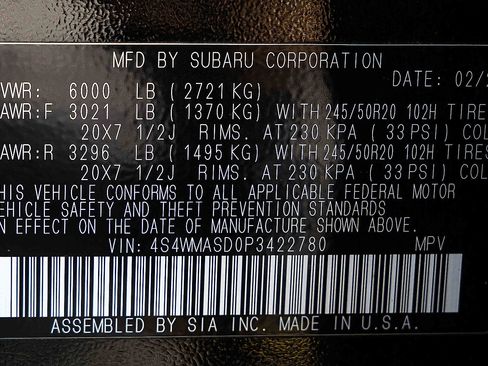 MFD BY SUBARU CORPORATION
DATE: 02/2
VWR: 6000 LB (2721 KG)
AWR:F 3021 LB (1370 KG) WITH 245/50R20 102H TIRES
20X7 1/2J RIMS. AT 230 KPA (33 PSI) COL
AWR:R 3296 LB (1495 KG) WITH 245/50R20 102H TIRES
20X7 1/2J RIMS. AT 230 KPA (33 PSI) COL
THIS VEHICLE CONFORMS TO ALL APPLICABLE FEDERAL MOTOR
VEHICLE SAFETY AND THEFT PREVENTION STANDARDS
IN EFFECT ON THE DATE OF MANUFACTURE SHOWN ABOVE.
VIN: 4S4WMASD0P3422780 MPV
ASSEMBLED BY SIA INC. MADE IN U.S.A.